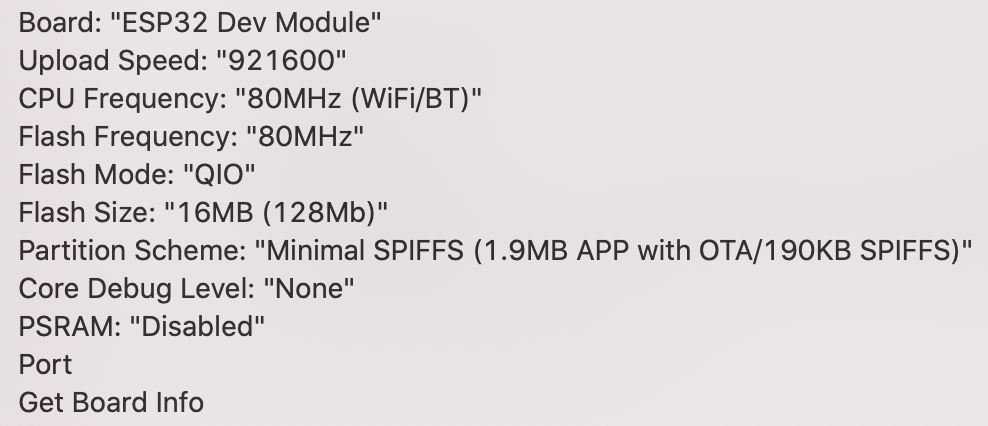 Board: "ESP32 Dev Module"
Upload Speed: "921600"
CPU Frequency: "80MHz (WiFi/BT)"
Flash Frequency: "80MHz"
Flash Mode: "QIO"
Flash Size: "16MB (128Mb)"
Partition Scheme: "Minimal SPIFFS (1.9MB APP with OTA/190KB SPIFFS)"
Core Debug Level: "None"
PSRAM: "Disabled"
Port
Get Board Info